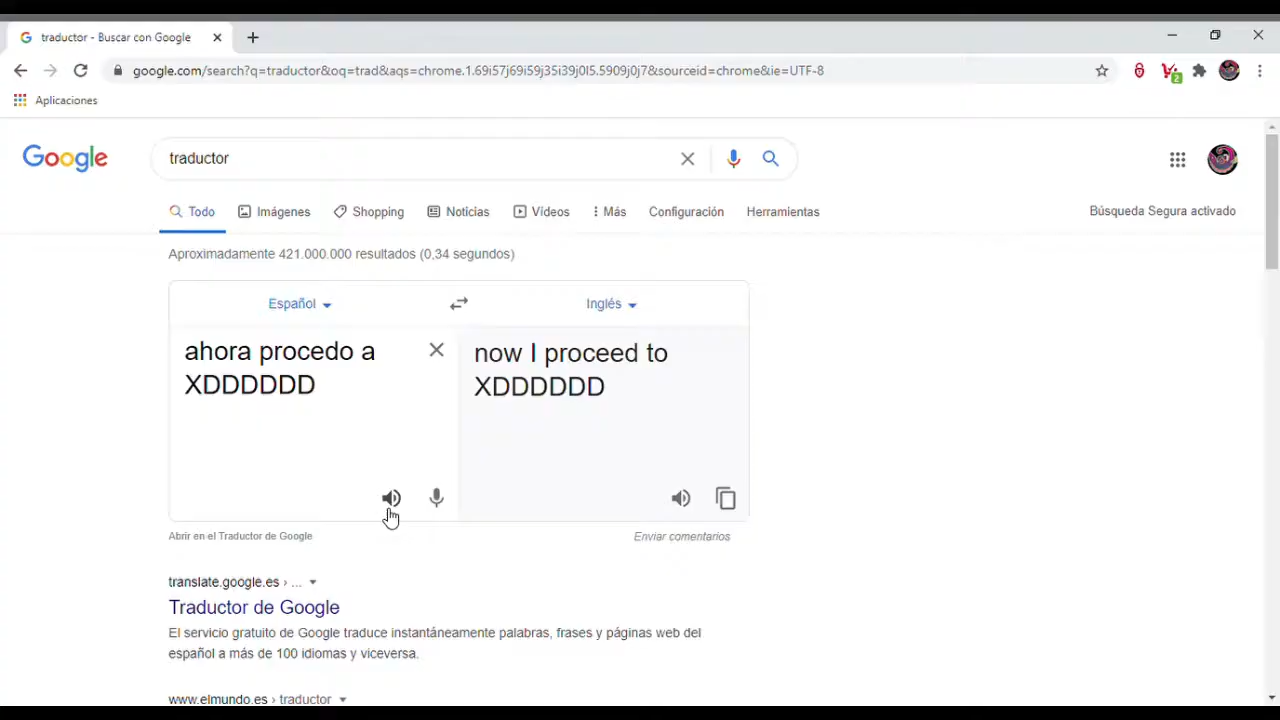 traductor - Buscar con Google
google.com/search?q=traductor&oq=trad&aqs=chrome.1.69i57j69i59j35i39j0l5.5909j0j7&sourceid=chrome&ie=UTF-8
2
Aplicaciones
Google
traductor
Todo Imágenes Shopping Noticias Vídeos Más Configuración Herramientas Búsqueda Segura activado
Aproximadamente 421.000.000 resultados (0,34 segundos)
Español Inglés
ahora procedo a
XDDDDDD
now I proceed to
XDDDDDD
Abrir en el Traductor de Google
Enviar comentarios
translate.google.es › ...
Traductor de Google
El servicio gratuito de Google traduce instantáneamente palabras, frases y páginas web del
español a más de 100 idiomas y viceversa.
www.elmundo.es › traductor